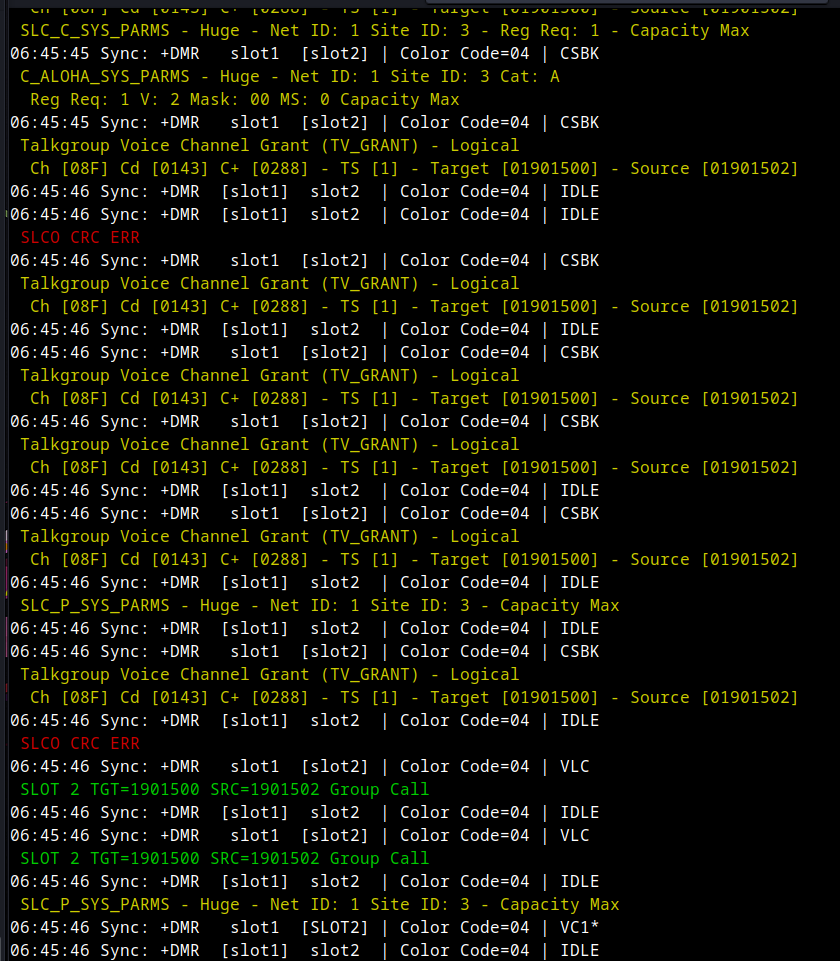 Ch [08F] Cd [0143] C+ [0288] - TS [1] - Target [01901500] - Source [01901502]
SLC_C_SYS_PARMS - Huge - Net ID: 1 Site ID: 3 - Reg Req: 1 - Capacity Max
06:45:45 Sync: +DMR   slot1  [slot2] | Color Code=04 | CSBK
C_ALOHA_SYS_PARMS - Huge - Net ID: 1 Site ID: 3 Cat: A
Reg Req: 1 V: 2 Mask: 00 MS: 0 Capacity Max
06:45:45 Sync: +DMR   slot1  [slot2] | Color Code=04 | CSBK
Talkgroup Voice Channel Grant (TV_GRANT) - Logical
Ch [08F] Cd [0143] C+ [0288] - TS [1] - Target [01901500] - Source [01901502]
06:45:46 Sync: +DMR  [slot1]  slot2  | Color Code=04 | IDLE
06:45:46 Sync: +DMR  [slot1]  slot2  | Color Code=04 | IDLE
SLCO CRC ERR
06:45:46 Sync: +DMR   slot1  [slot2] | Color Code=04 | CSBK
Talkgroup Voice Channel Grant (TV_GRANT) - Logical
Ch [08F] Cd [0143] C+ [0288] - TS [1] - Target [01901500] - Source [01901502]
06:45:46 Sync: +DMR  [slot1]  slot2  | Color Code=04 | IDLE
06:45:46 Sync: +DMR   slot1  [slot2] | Color Code=04 | CSBK
Talkgroup Voice Channel Grant (TV_GRANT) - Logical
Ch [08F] Cd [0143] C+ [0288] - TS [1] - Target [01901500] - Source [01901502]
06:45:46 Sync: +DMR   slot1  [slot2] | Color Code=04 | CSBK
Talkgroup Voice Channel Grant (TV_GRANT) - Logical
Ch [08F] Cd [0143] C+ [0288] - TS [1] - Target [01901500] - Source [01901502]
06:45:46 Sync: +DMR  [slot1]  slot2  | Color Code=04 | IDLE
06:45:46 Sync: +DMR   slot1  [slot2] | Color Code=04 | CSBK
Talkgroup Voice Channel Grant (TV_GRANT) - Logical
Ch [08F] Cd [0143] C+ [0288] - TS [1] - Target [01901500] - Source [01901502]
06:45:46 Sync: +DMR  [slot1]  slot2  | Color Code=04 | IDLE
SLC_P_SYS_PARMS - Huge - Net ID: 1 Site ID: 3 - Capacity Max
06:45:46 Sync: +DMR  [slot1]  slot2  | Color Code=04 | IDLE
06:45:46 Sync: +DMR   slot1  [slot2] | Color Code=04 | CSBK
Talkgroup Voice Channel Grant (TV_GRANT) - Logical
Ch [08F] Cd [0143] C+ [0288] - TS [1] - Target [01901500] - Source [01901502]
06:45:46 Sync: +DMR  [slot1]  slot2  | Color Code=04 | IDLE
SLCO CRC ERR
06:45:46 Sync: +DMR   slot1  [slot2] | Color Code=04 | VLC
SLOT 2 TGT=1901500 SRC=1901502 Group Call
06:45:46 Sync: +DMR  [slot1]  slot2  | Color Code=04 | IDLE
06:45:46 Sync: +DMR   slot1  [slot2] | Color Code=04 | VLC
SLOT 2 TGT=1901500 SRC=1901502 Group Call
06:45:46 Sync: +DMR  [slot1]  slot2  | Color Code=04 | IDLE
SLC_P_SYS_PARMS - Huge - Net ID: 1 Site ID: 3 - Capacity Max
06:45:46 Sync: +DMR   slot1  [SLOT2] | Color Code=04 | VC1*
06:45:46 Sync: +DMR  [slot1]  slot2  | Color Code=04 | IDLE